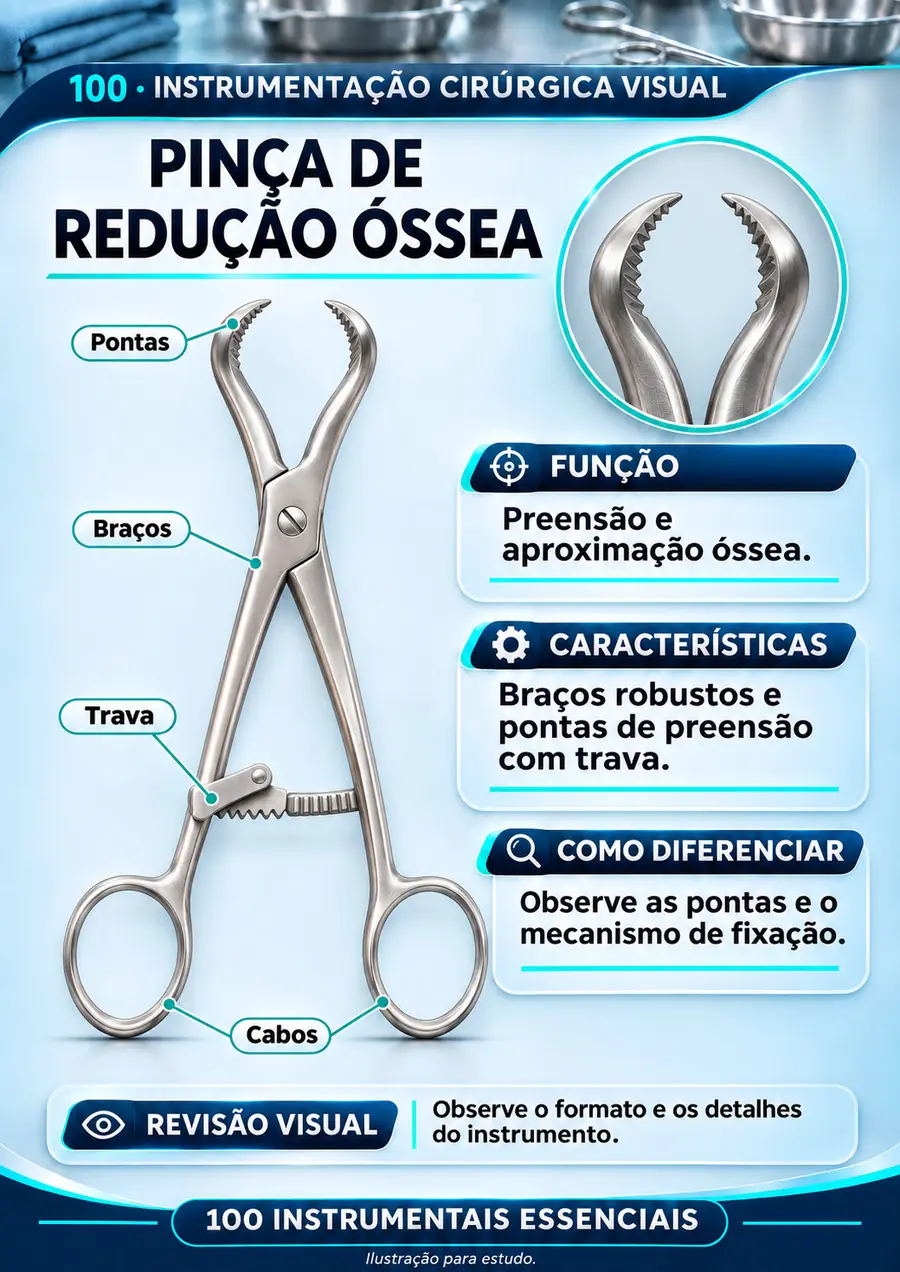 100 · INSTRUMENTAÇÃO CIRÚRGICA VISUAL
PINÇA DE
REDUÇÃO ÓSSEA
Pontas
Braços
Trava
Cabos
FUNÇÃO
Preensão e
aproximação óssea.
CARACTERÍSTICAS
Braços robustos e
pontas de preensão
com trava.
COMO DIFERENCIAR
Observe as pontas e o
mecanismo de fixação.
REVISÃO VISUAL
Observe o formato e os detalhes
do instrumento.
100 INSTRUMENTAIS ESSENCIAIS
Ilustração para estudo.